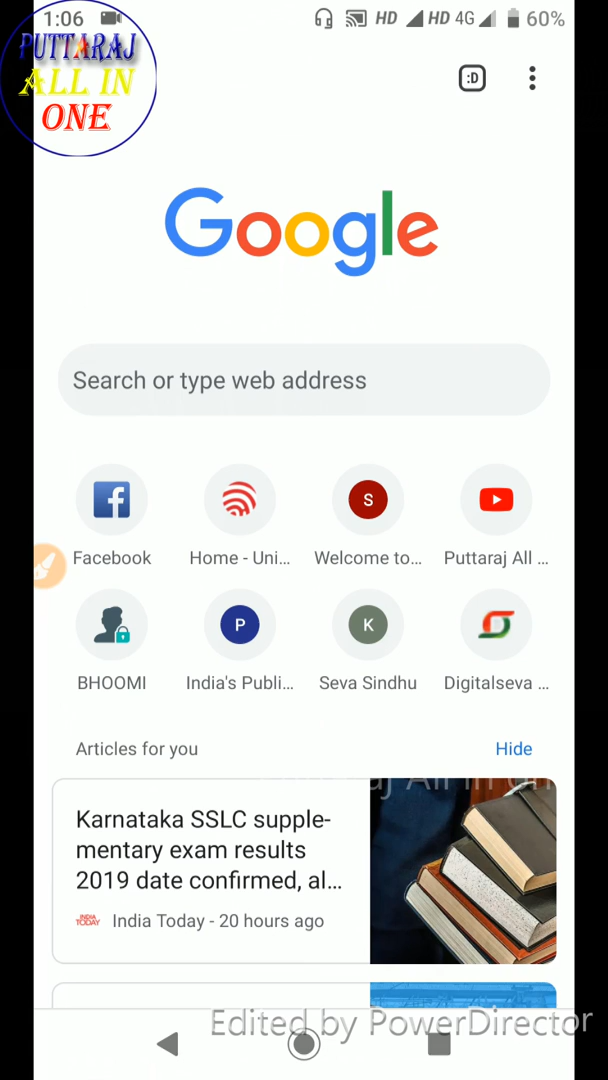 1:06 HD HD 4G 60%
PUTTARAJ
ALL IN
ONE
:D
Google
Search or type web address
Facebook Home - Uni... Welcome to... Puttaraj All ...
S
P
K
BHOOMI India's Publi... Seva Sindhu Digitalseva ...
Articles for you Hide
Karnataka SSLC supple-
mentary exam results
2019 date confirmed, al...
INDIA
TODAY
India Today - 20 hours ago
Edited by PowerDirector